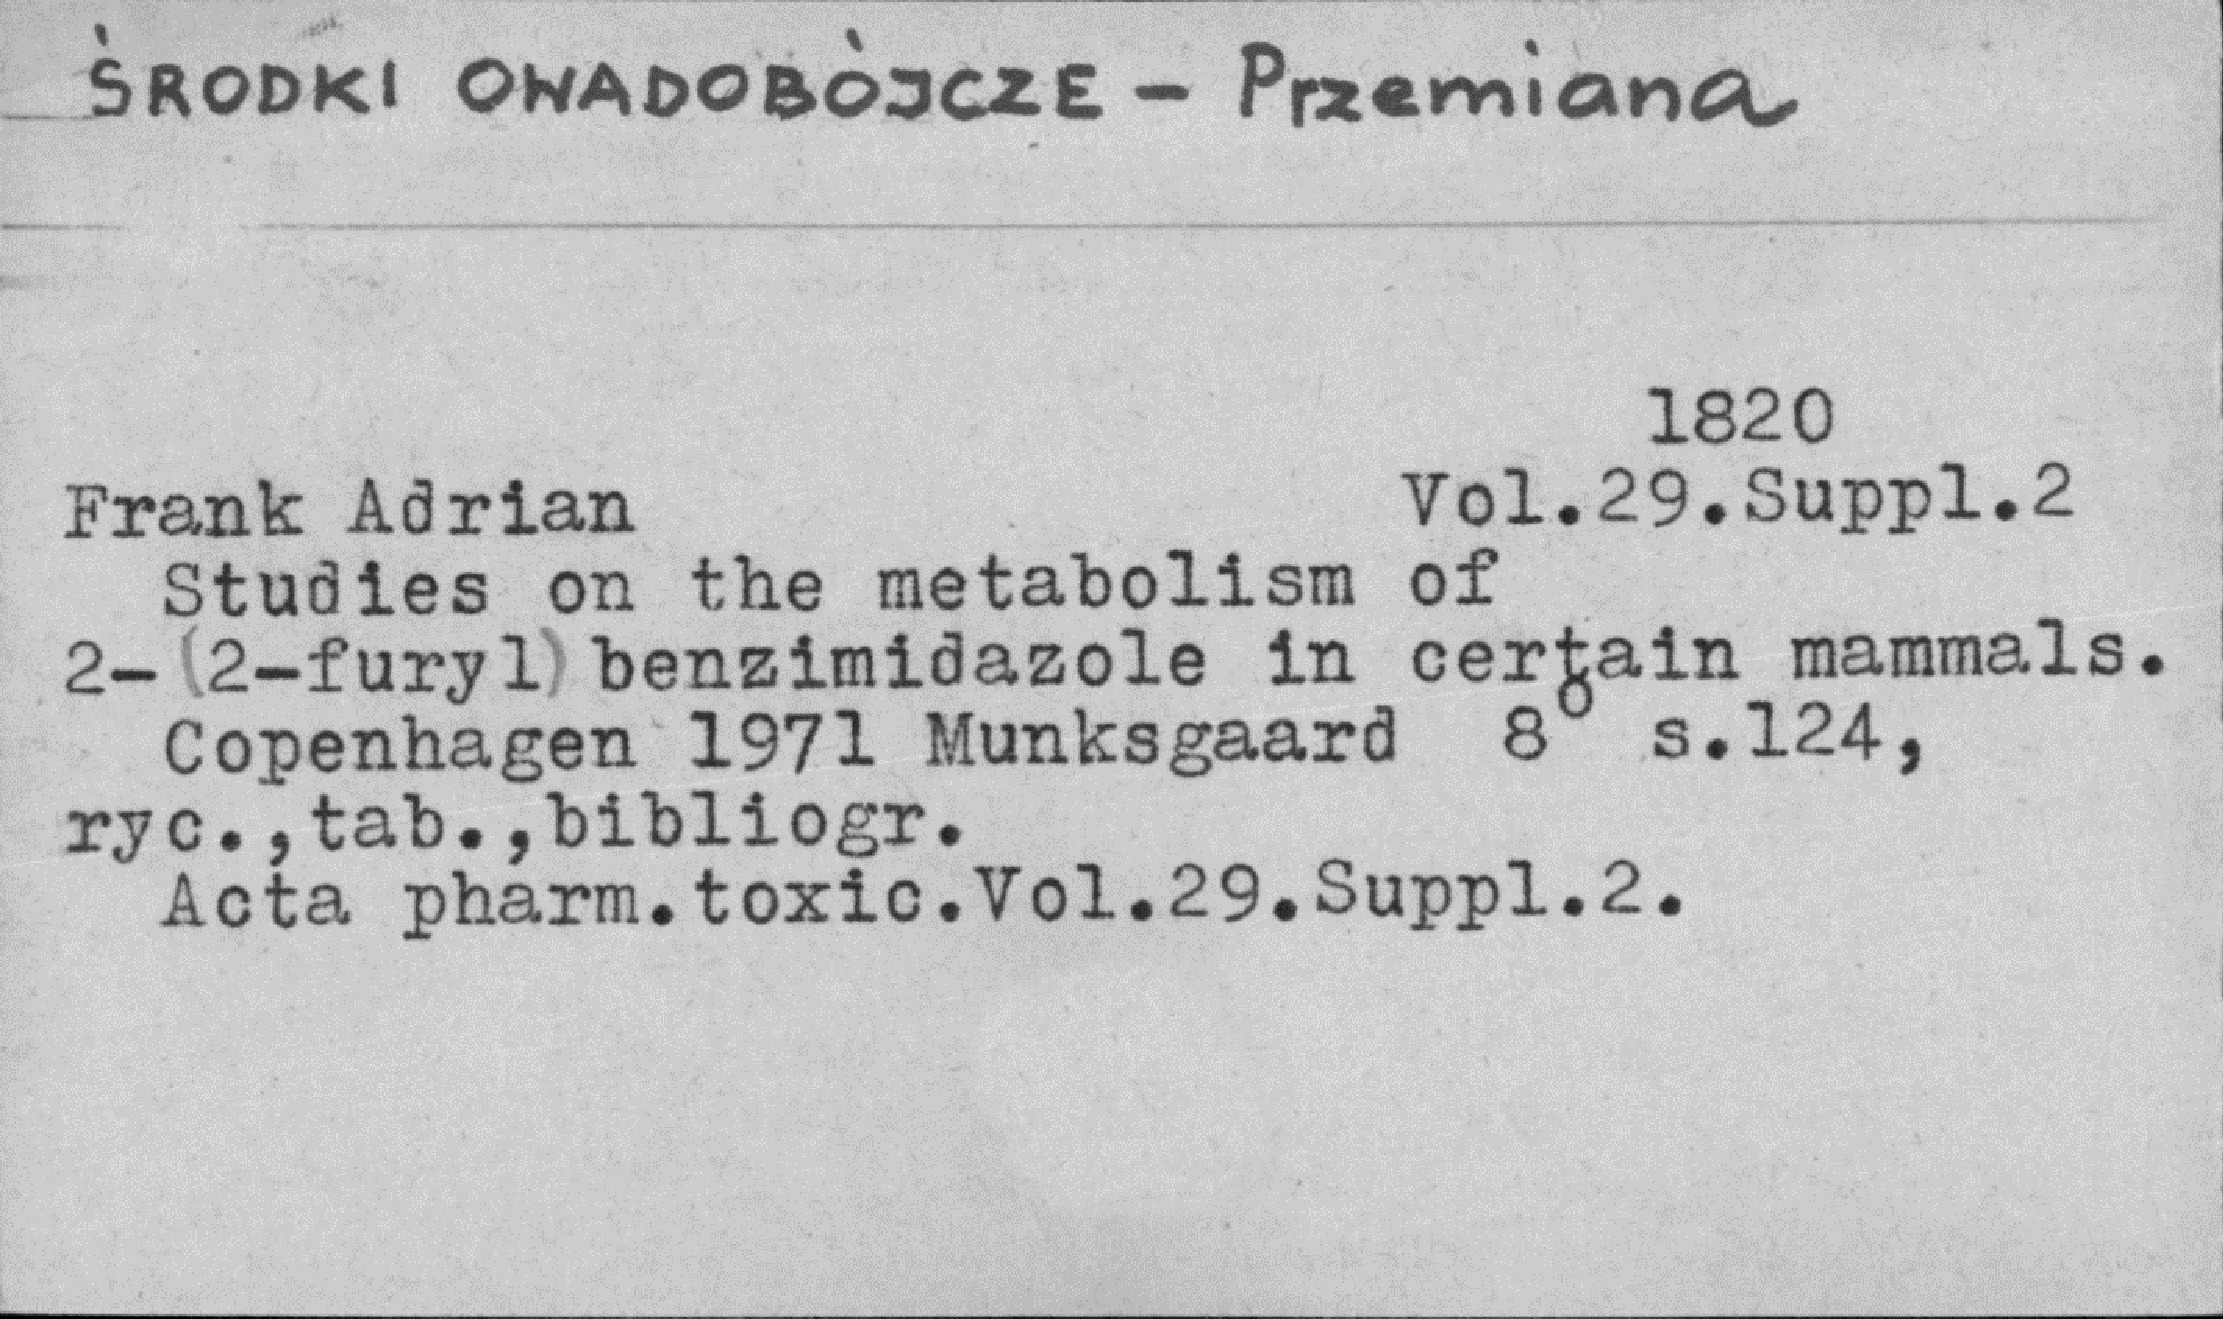 ŚRODKI OWADOBÓJCZE - Przemiana
1820
Frank Adrian Vol.29.Suppl.2
Studies on the metabolism of
2-(2-furyl)benzimidazole in certain mammals.
Copenhagen 1971 Munksgaard 8° s.124,
ryc.,tab.,bibliogr.
Acta pharm.toxic.Vol.29.Suppl.2.